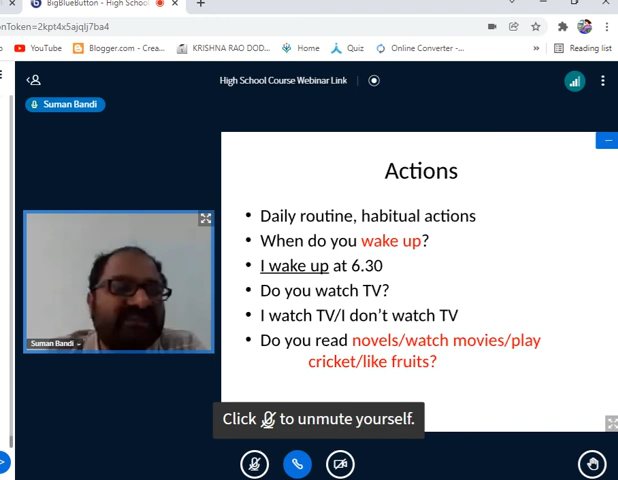 BigBlueButton - High School
onToken=2kpt4x5ajqlj7ba4
YouTube
Blogger.com - Crea...
KRISHNA RAO DOD...
Home
Quiz
Online Converter -...
»
Reading list
High School Course Webinar Link
Suman Bandi
Actions
• Daily routine, habitual actions
• When do you wake up?
• I wake up at 6.30
• Do you watch TV?
• I watch TV/I don't watch TV
• Do you read novels/watch movies/play
cricket/like fruits?
Suman Bandi
Click to unmute yourself.